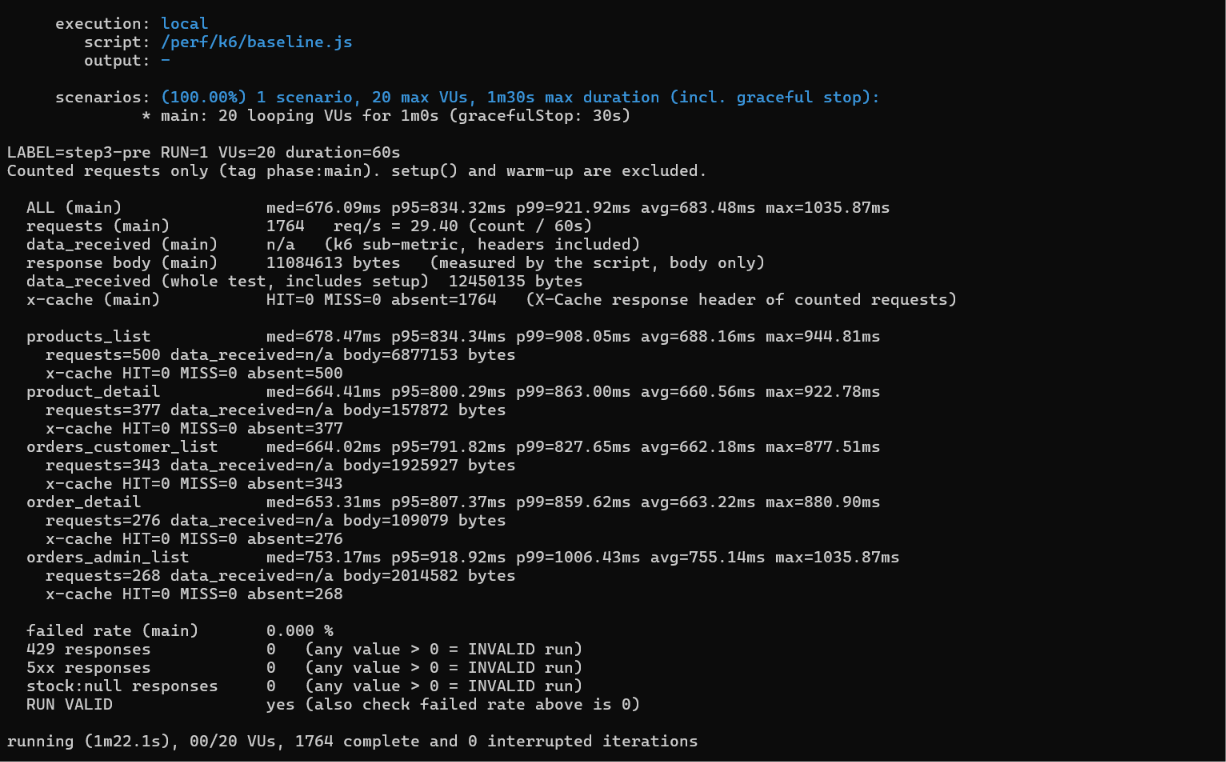 execution: local
script: /perf/k6/baseline.js
output: -
scenarios: (100.00%) 1 scenario, 20 max VUs, 1m30s max duration (incl. graceful stop):
* main: 20 looping VUs for 1m0s (gracefulStop: 30s)
LABEL=step3-pre RUN=1 VUs=20 duration=60s
Counted requests only (tag phase:main). setup() and warm-up are excluded.
ALL (main) med=676.09ms p95=834.32ms p99=921.92ms avg=683.48ms max=1035.87ms
requests (main) 1764 req/s = 29.40 (count / 60s)
data_received (main) n/a (k6 sub-metric, headers included)
response body (main) 11084613 bytes (measured by the script, body only)
data_received (whole test, includes setup) 12450135 bytes
x-cache (main) HIT=0 MISS=0 absent=1764 (X-Cache response header of counted requests)
products_list med=678.47ms p95=834.34ms p99=908.05ms avg=688.16ms max=944.81ms
requests=500 data_received=n/a body=6877153 bytes
x-cache HIT=0 MISS=0 absent=500
product_detail med=664.41ms p95=800.29ms p99=863.00ms avg=660.56ms max=922.78ms
requests=377 data_received=n/a body=157872 bytes
x-cache HIT=0 MISS=0 absent=377
orders_customer_list med=664.02ms p95=791.82ms p99=827.65ms avg=662.18ms max=877.51ms
requests=343 data_received=n/a body=1925927 bytes
x-cache HIT=0 MISS=0 absent=343
order_detail med=653.31ms p95=807.37ms p99=859.62ms avg=663.22ms max=880.90ms
requests=276 data_received=n/a body=109079 bytes
x-cache HIT=0 MISS=0 absent=276
orders_admin_list med=753.17ms p95=918.92ms p99=1006.43ms avg=755.14ms max=1035.87ms
requests=268 data_received=n/a body=2014582 bytes
x-cache HIT=0 MISS=0 absent=268
failed rate (main) 0.000 %
429 responses 0 (any value > 0 = INVALID run)
5xx responses 0 (any value > 0 = INVALID run)
stock:null responses 0 (any value > 0 = INVALID run)
RUN VALID yes (also check failed rate above is 0)
running (1m22.1s), 00/20 VUs, 1764 complete and 0 interrupted iterations